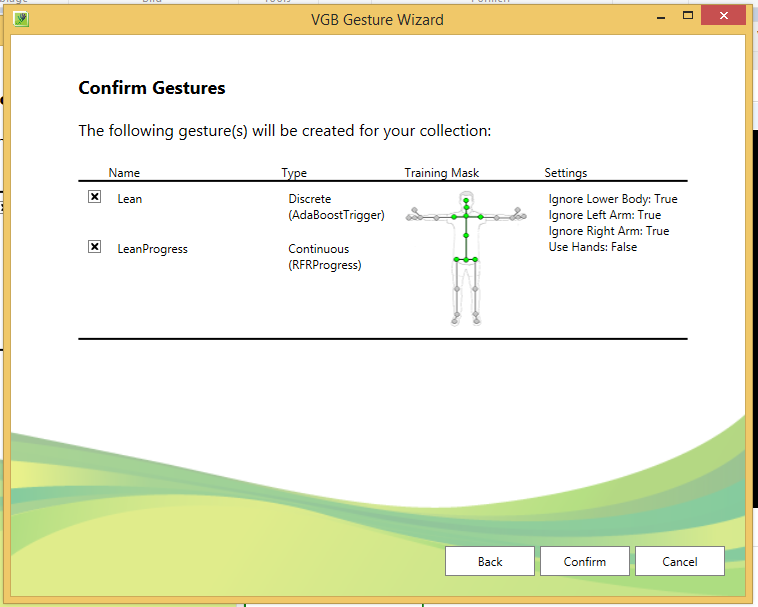 VGB Gesture Wizard
Confirm Gestures
The following gesture(s) will be created for your collection:
Name Type Training Mask Settings
Lean Discrete Ignore Lower Body: True
(AdaBoostTrigger) Ignore Left Arm: True
Ignore Right Arm: True
LeanProgress Continuous Use Hands: False
(RFRProgress)
Back Confirm Cancel